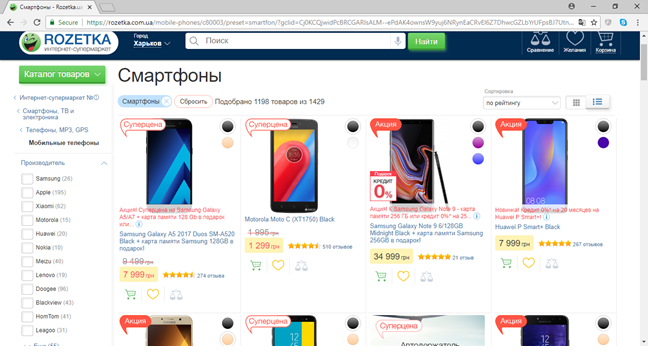 Смартфоны - Rozetka.ua
Secure
https://rozetka.com.ua/mobile-phones/c80003/preset=smartfon/?gclid=
ROZETKA
ИНТЕРНЕТ-СУПЕРМАРКЕТ
Город
Харьков
Поиск
Найти
Сравнение
Желания
Корзина
Каталог товаров
Смартфоны
Смартфоны
Сбросить
Подобрано 1198 товаров из 1429
Сортировка
по рейтингу
Интернет-супермаркет №
Смартфоны, ТВ и
электроника
Телефоны, MP3, GPS
Мобильные телефоны
Производитель
Samsung (26)
Apple (195)
Xiaomi (62)
Motorola (15)
Huawei (20)
Nokia (10)
Meizu (40)
Lenovo (19)
Doogee (86)
Blackview (43)
HomTom (41)
Leagoo (31)
Суперцена
Акция! Суперцена на Samsung Galaxy
A5/A7 + карта памяти 128 Gb в подарок
или...
Samsung Galaxy A5 2017 Duos SM-A520
Black + карта памяти Samsung 128GB в
подарок!
9 499 грн
7 999 грн
274 отзыва
Суперцена
Motorola Moto C (XT1750) Black
1 995 грн
1 299 грн
510 отзывов
Акция
Подарок
КРЕДИТ
0%
Акция! С Samsung Galaxy Note 9 - карта
памяти 256 ГБ или кредит 0%* на 25...
Samsung Galaxy Note 9 6/128GB
Midnight Black + карта памяти Samsung
256GB в подарок!
34 999 грн
21 отзыв
Акция
08:08
Новинка! Кредит 0%* на 20 месяцев на
Huawei P Smart+!
Huawei P Smart+ Black
7 999 грн
267 отзывов
Акция
Суперцена
Суперцена
Автодержатель
Акция